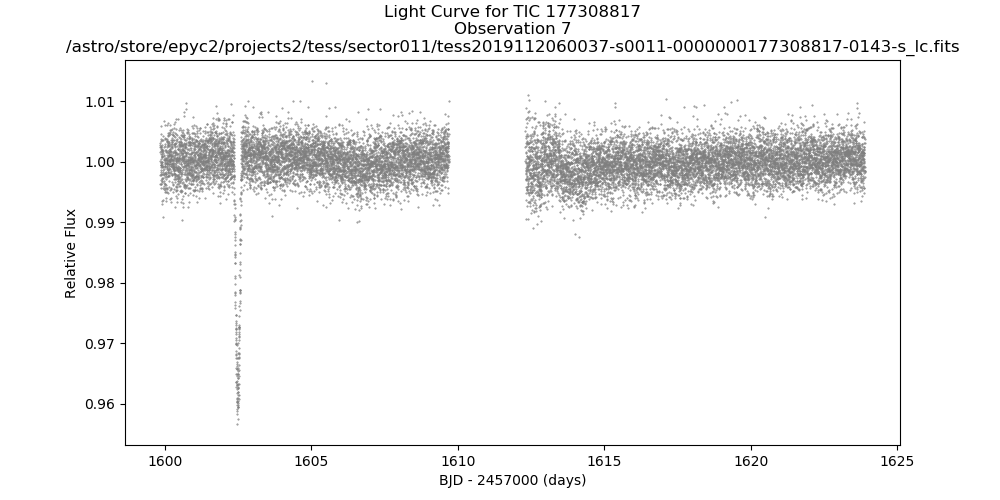 Light Curve for TIC 177308817
Observation 7
/astro/store/epyc2/projects2/tess/sector011/tess2019112060037-s0011-0000000177308817-0143-s_lc.fits
1.01
1.00
0.99
0.98
0.97
0.96
Relative Flux
1600
1605
1610
1615
1620
1625
BJD - 2457000 (days)